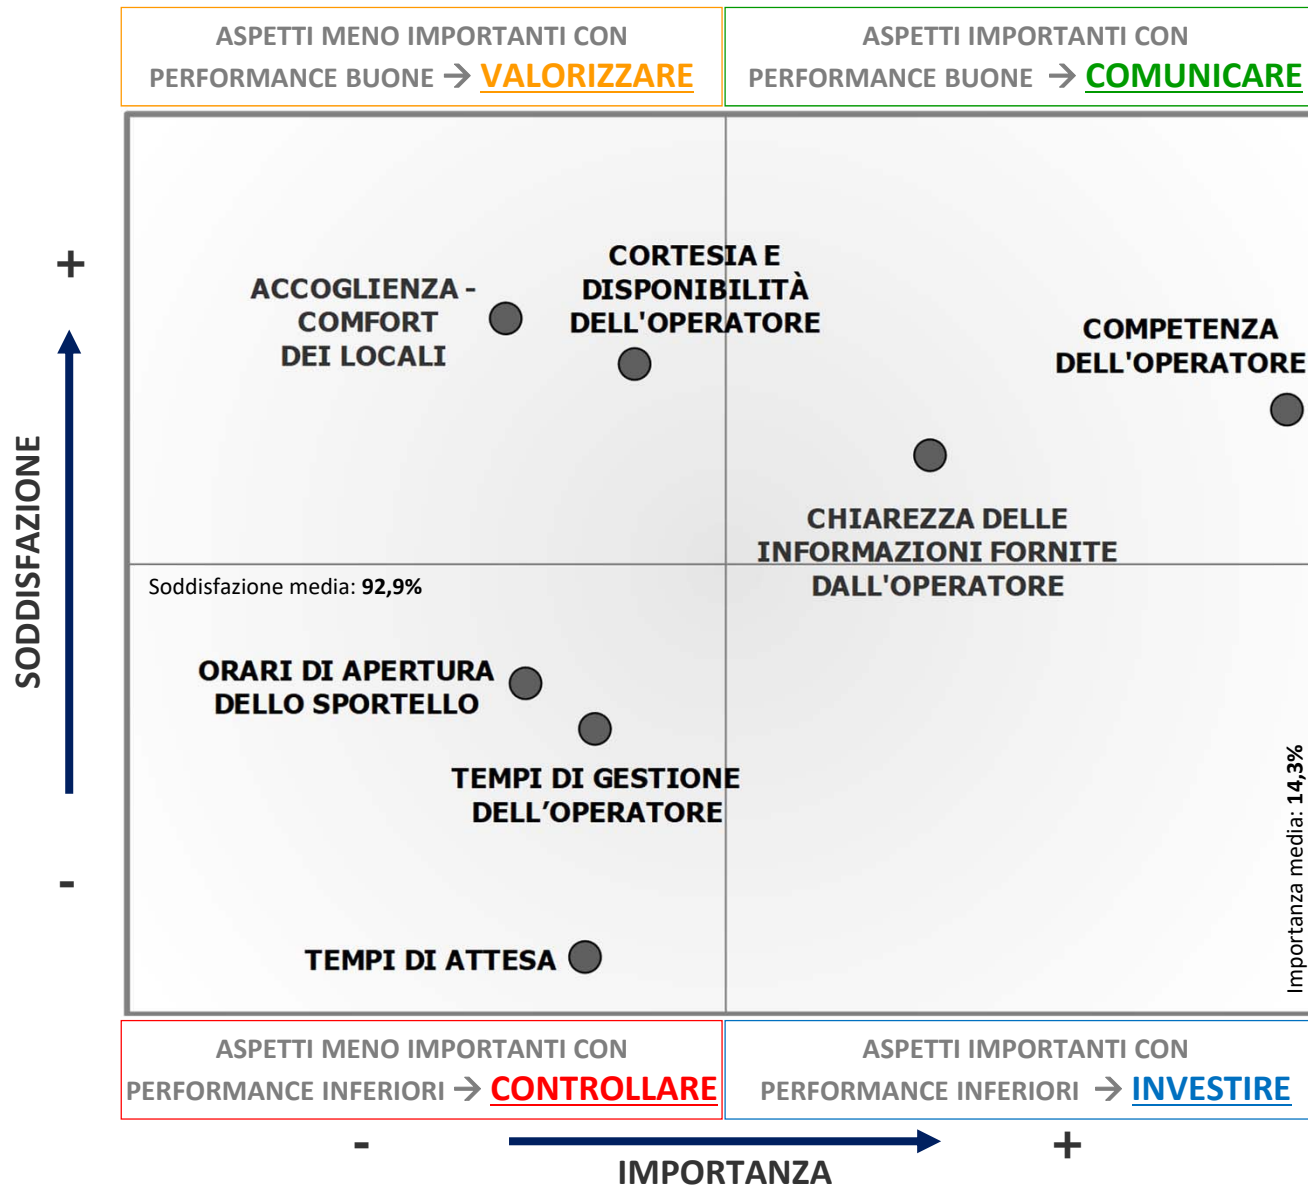 ASPETTI MENO IMPORTANTI CON
PERFORMANCE BUONE → VALORIZZARE
ASPETTI IMPORTANTI CON
PERFORMANCE BUONE → COMUNICARE
+
SODDISFAZIONE
-
ACCOGLIENZA -
COMFORT
DEI LOCALI
CORTESIA E
DISPONIBILITÀ
DELL'OPERATORE
COMPETENZA
DELL'OPERATORE
CHIAREZZA DELLE
INFORMAZIONI FORNITE
DALL'OPERATORE
Soddisfazione media: 92,9%
ORARI DI APERTURA
DELLO SPORTELLO
TEMPI DI GESTIONE
DELL’OPERATORE
TEMPI DI ATTESA
Importanza media: 14,3%
ASPETTI MENO IMPORTANTI CON
PERFORMANCE INFERIORI → CONTROLLARE
ASPETTI IMPORTANTI CON
PERFORMANCE INFERIORI → INVESTIRE
-
+
IMPORTANZA